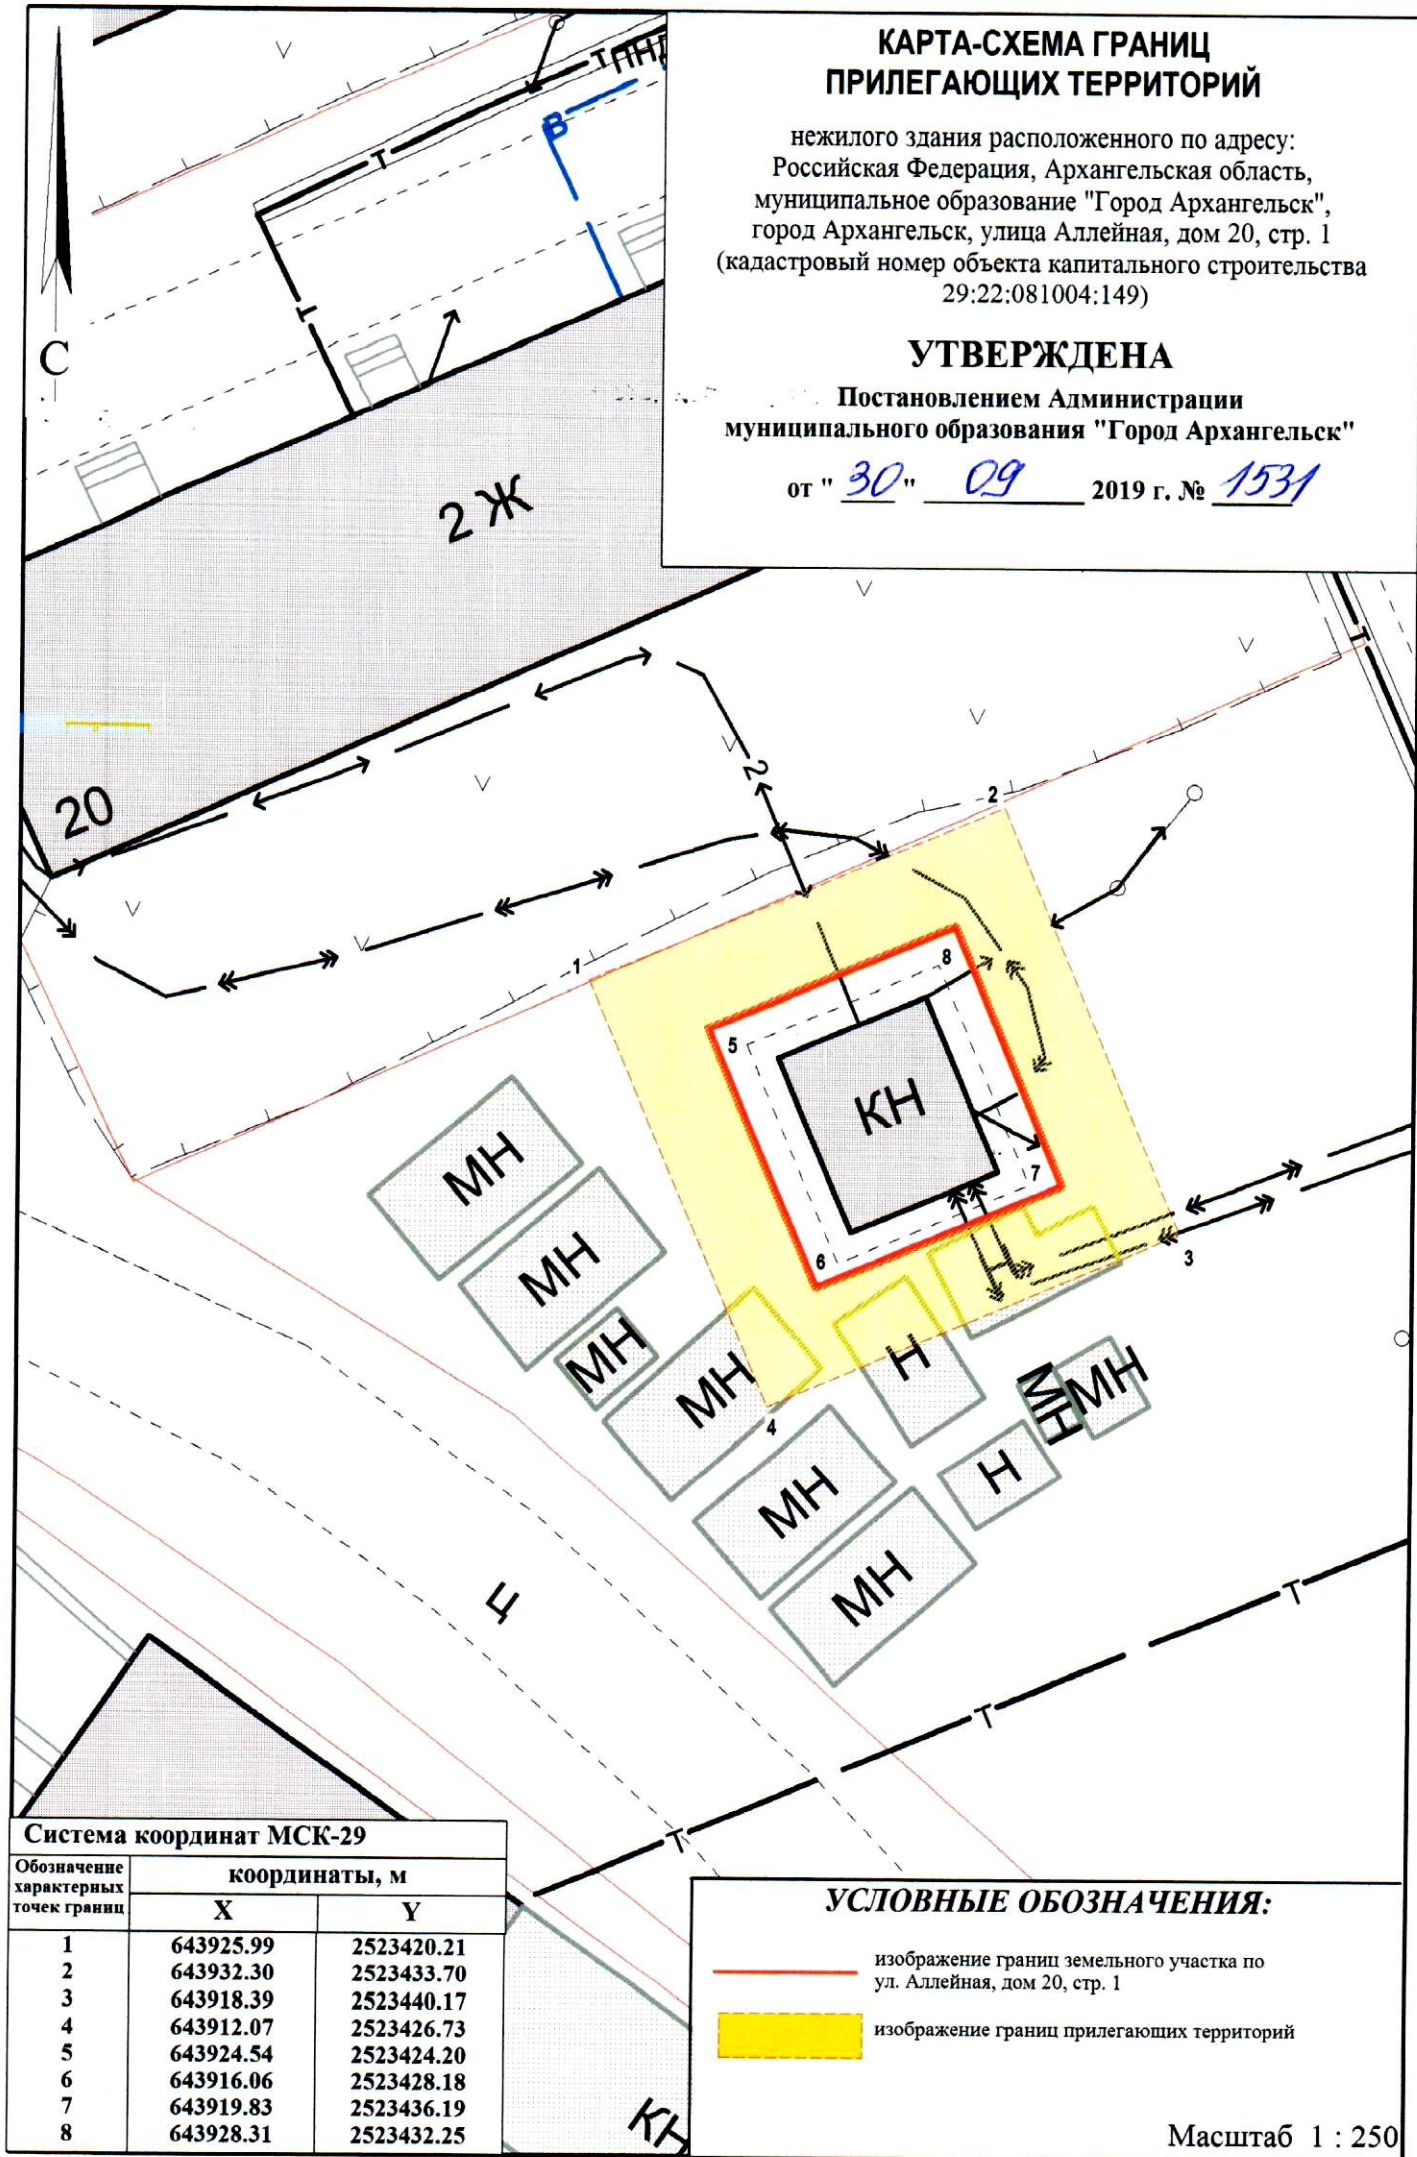 КАРТА-СХЕМА ГРАНИЦ
ПРИЛЕГАЮЩИХ ТЕРРИТОРИЙ
нежилого здания расположенного по адресу:
Российская Федерация, Архангельская область,
муниципальное образование "Город Архангельск",
город Архангельск, улица Аллейная, дом 20, стр. 1
(кадастровый номер объекта капитального строительства
29:22:081004:149)
УТВЕРЖДЕНА
Постановлением Администрации
муниципального образования "Город Архангельск"
от "30" 09 2019 г. № 1531
С
Т
В
Т
Т
2 Ж
20
Т
2
2
1
8
5
КН
7
6
3
4
МН
МН
МН
МН
Н
Н
МН
МН
Н
МН
МН
Ц
Т
Т
Т
КН
Система координат МСК-29
Обозначение характерных точек границ
координаты, м
X Y
1 643925.99 2523420.21
2 643932.30 2523433.70
3 643918.39 2523440.17
4 643912.07 2523426.73
5 643924.54 2523424.20
6 643916.06 2523428.18
7 643919.83 2523436.19
8 643928.31 2523432.25
УСЛОВНЫЕ ОБОЗНАЧЕНИЯ:
изображение границ земельного участка по
ул. Аллейная, дом 20, стр. 1
изображение границ прилегающих территорий
Масштаб 1 : 250